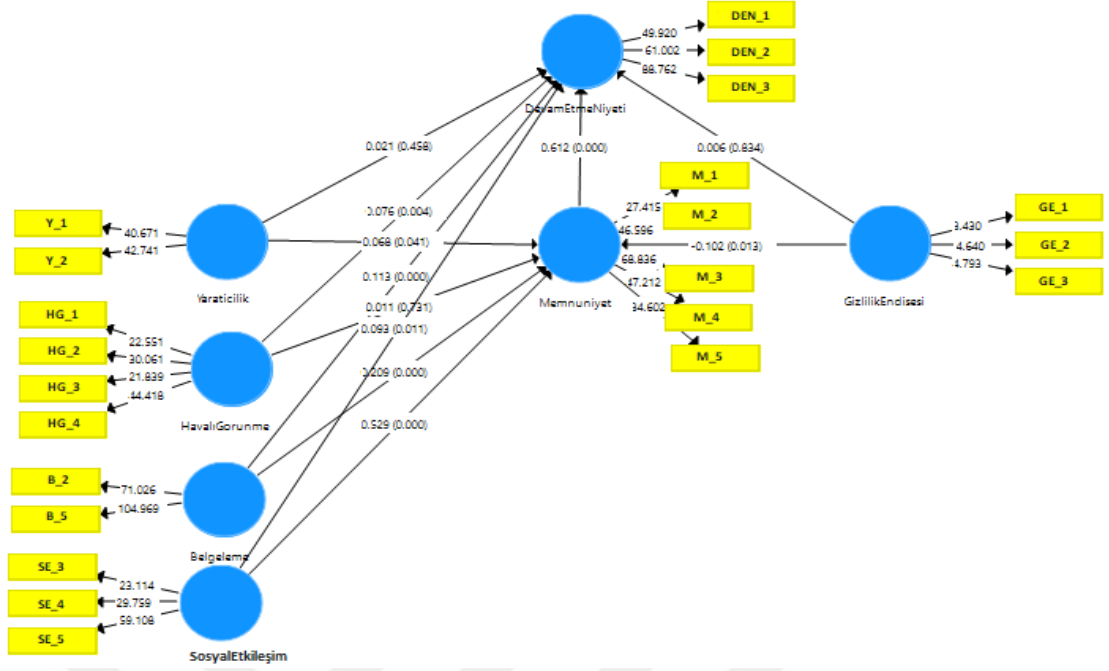 DEN_1
49.920
61.002
DEN_2
88.762
DEN_3
DevamEtmeNiyeti
0.021 (0.458)
0.612 (0.000)
0.006 (0.834)
M_1
27.415
M_2
46.596
Y_1
40.671
Y_2
42.741
Yaraticilik
0.076 (0.004)
0.068 (0.041)
-0.102 (0.013)
GE_1
3.430
GE_2
4.640
GE_3
4.793
GizlilikEndisesi
68.836
M_3
0.113 (0.000)
47.212
Memnuniyet
34.602
M_4
0.011 (0.731)
0.093 (0.011)
M_5
HG_1
22.551
HG_2
30.061
HG_3
21.839
HG_4
44.418
HavalıGorunme
0.209 (0.000)
0.529 (0.000)
B_2
71.026
B_5
104.969
Belgeleme
SE_3
23.114
SE_4
29.759
SE_5
59.108
SosyalEtkileşim